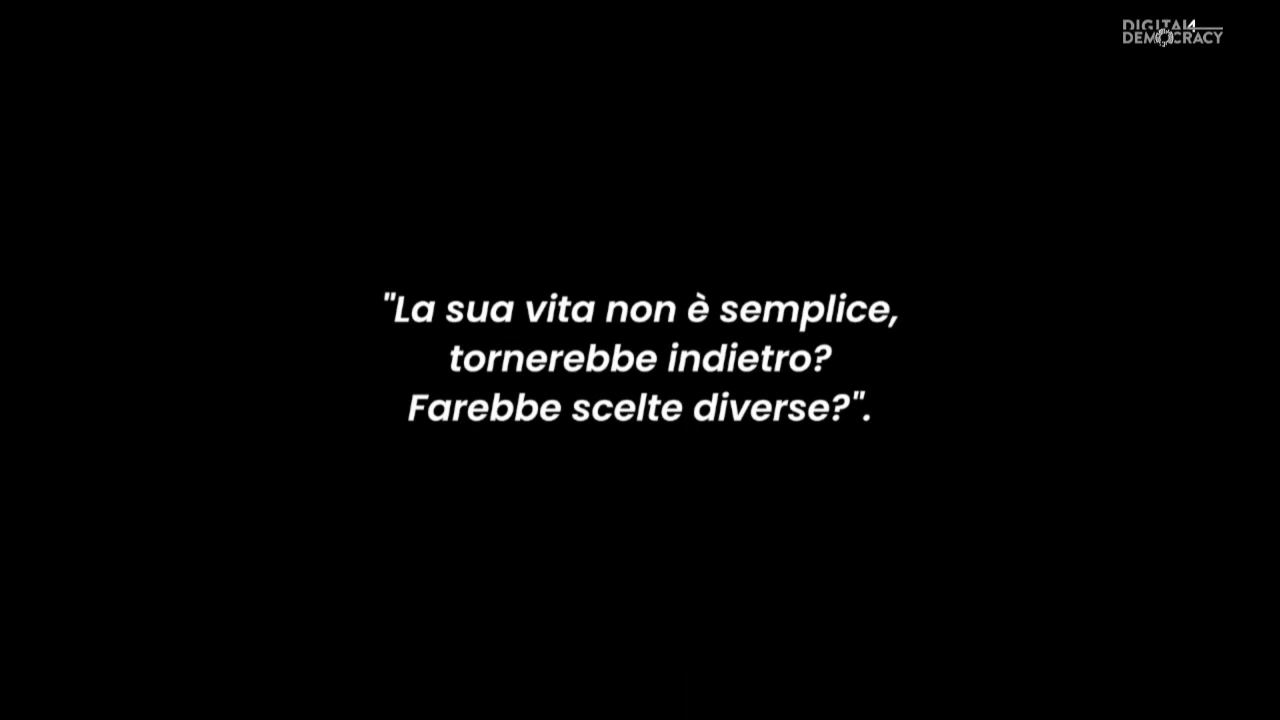 DIGITAL4
DEMOCRACY
"La sua vita non è semplice,
tornerebbe indietro?
Farebbe scelte diverse?".